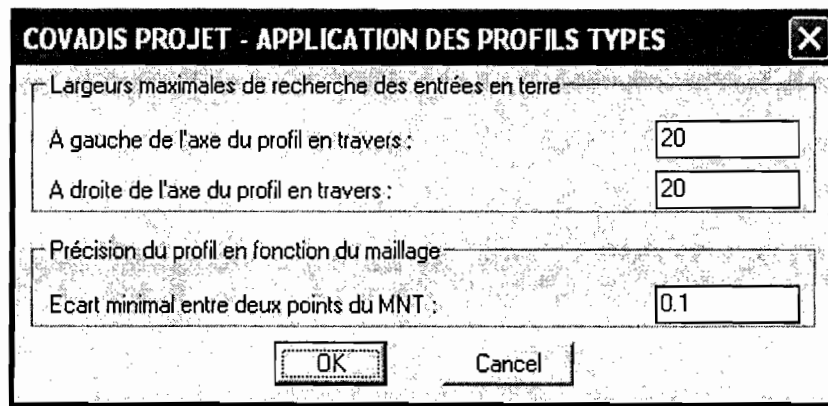 COVADIS PROJET - APPLICATION DES PROFILS TYPES
Largeurs maximales de recherche des entrées en terre
A gauche de l'axe du profil en travers : 20
A droite de l'axe du profil en travers : 20
Précision du profil en fonction du maillage
Ecart minimal entre deux points du MNT : 0.1
OK Cancel